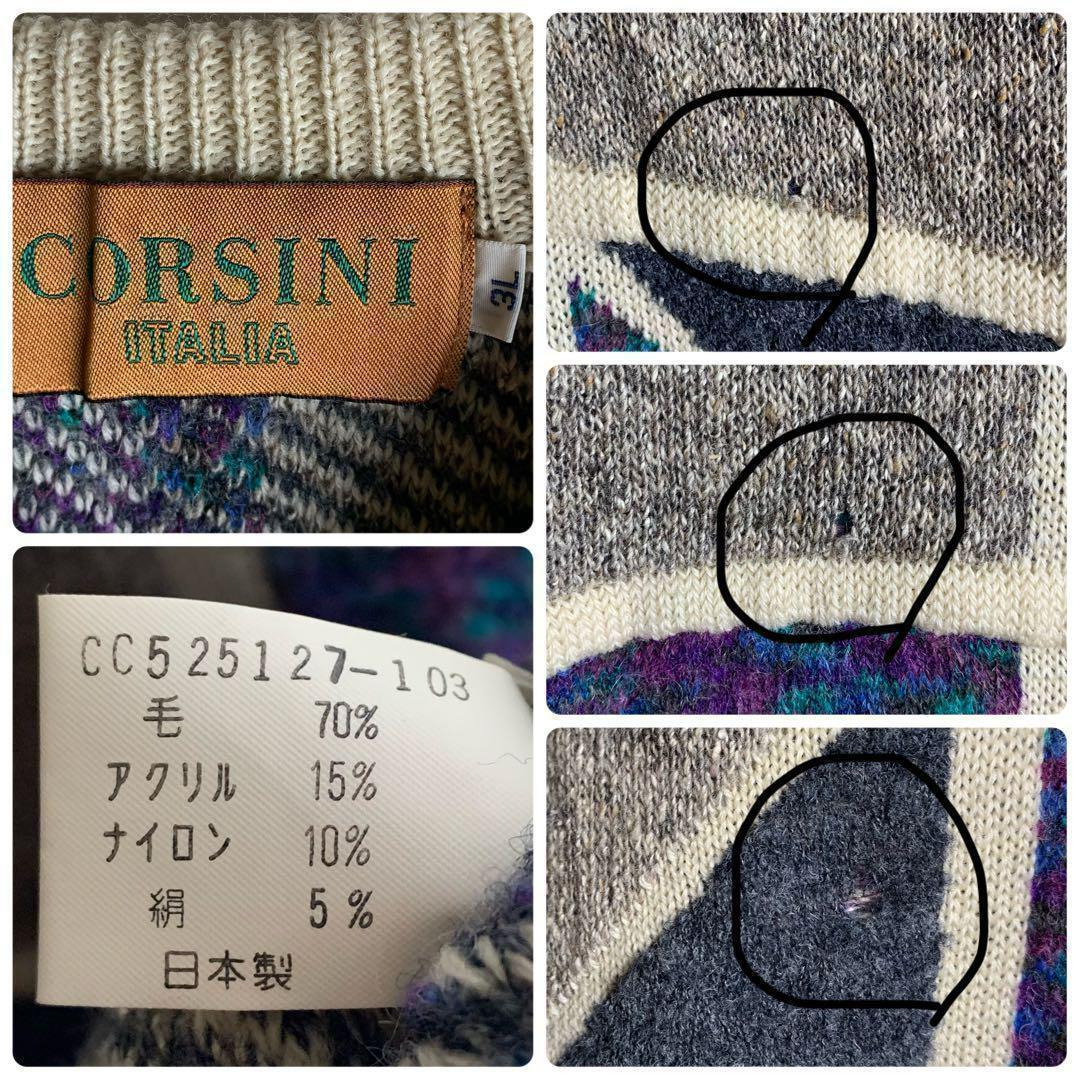 CORSINI
ITALIA
3L
CC525127-103
毛 70%
アクリル 15%
ナイロン 10%
絹 5%
日本製